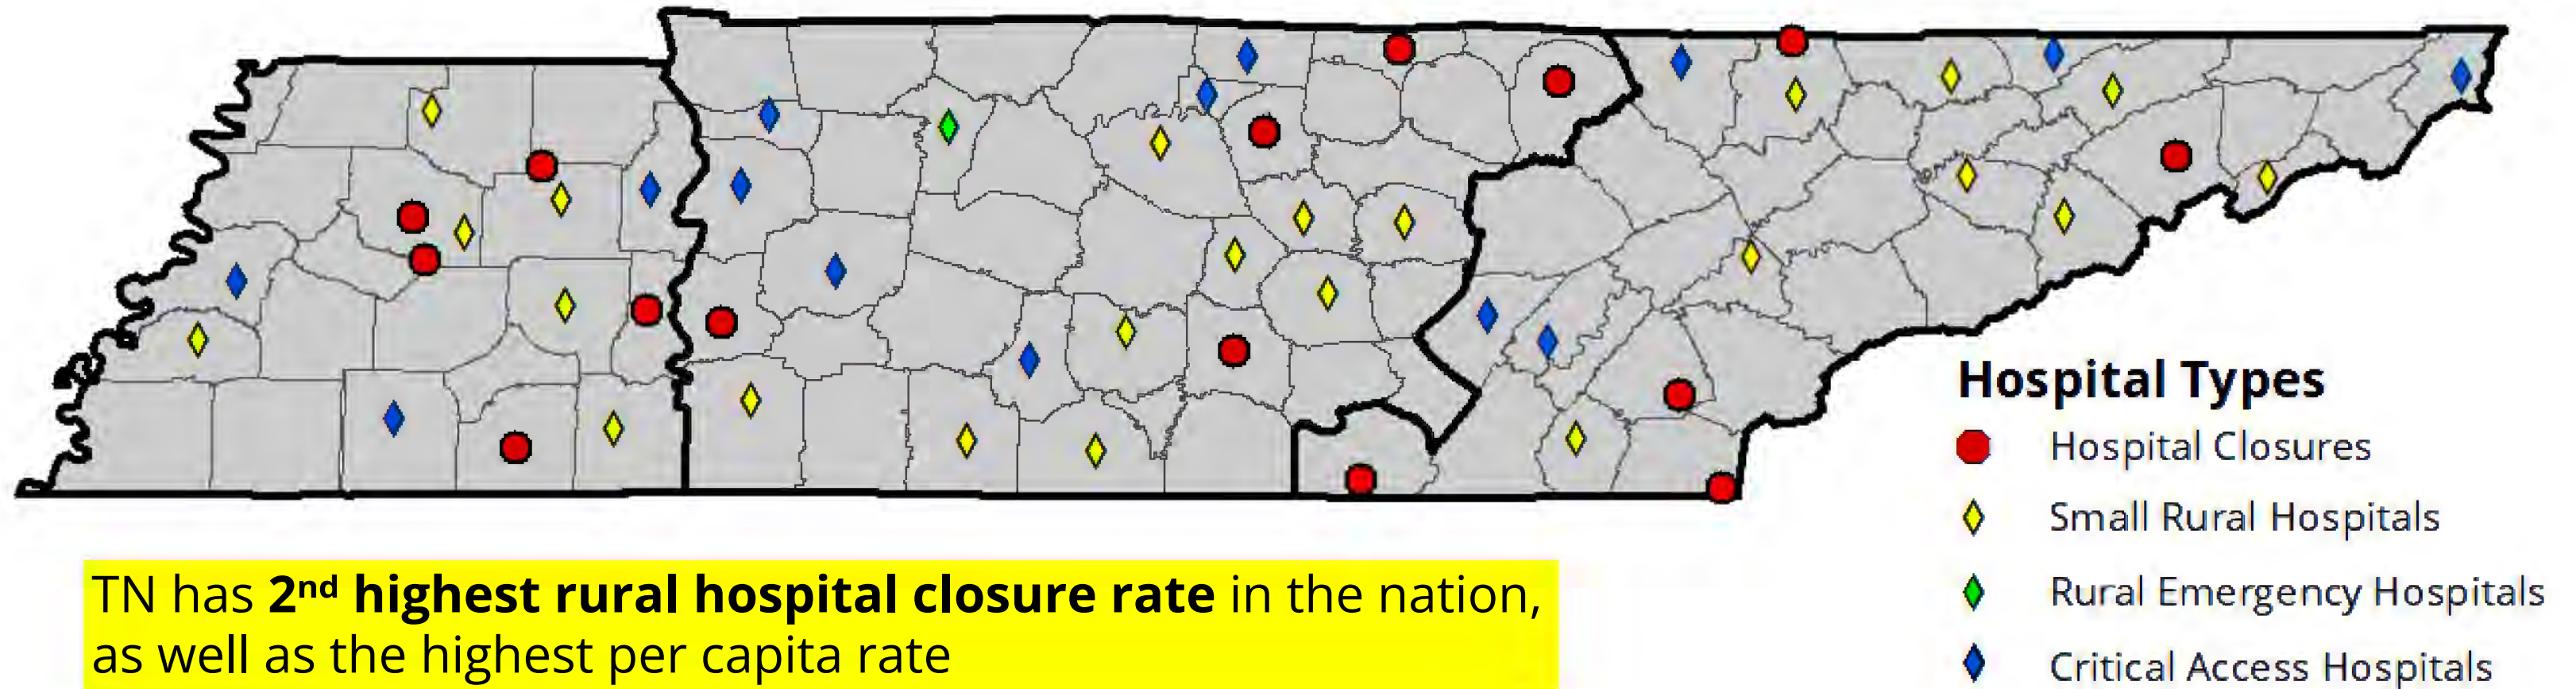 Hospital Types
Hospital Closures
Small Rural Hospitals
Rural Emergency Hospitals
Critical Access Hospitals
TN has 2nd highest rural hospital closure rate in the nation,
as well as the highest per capita rate